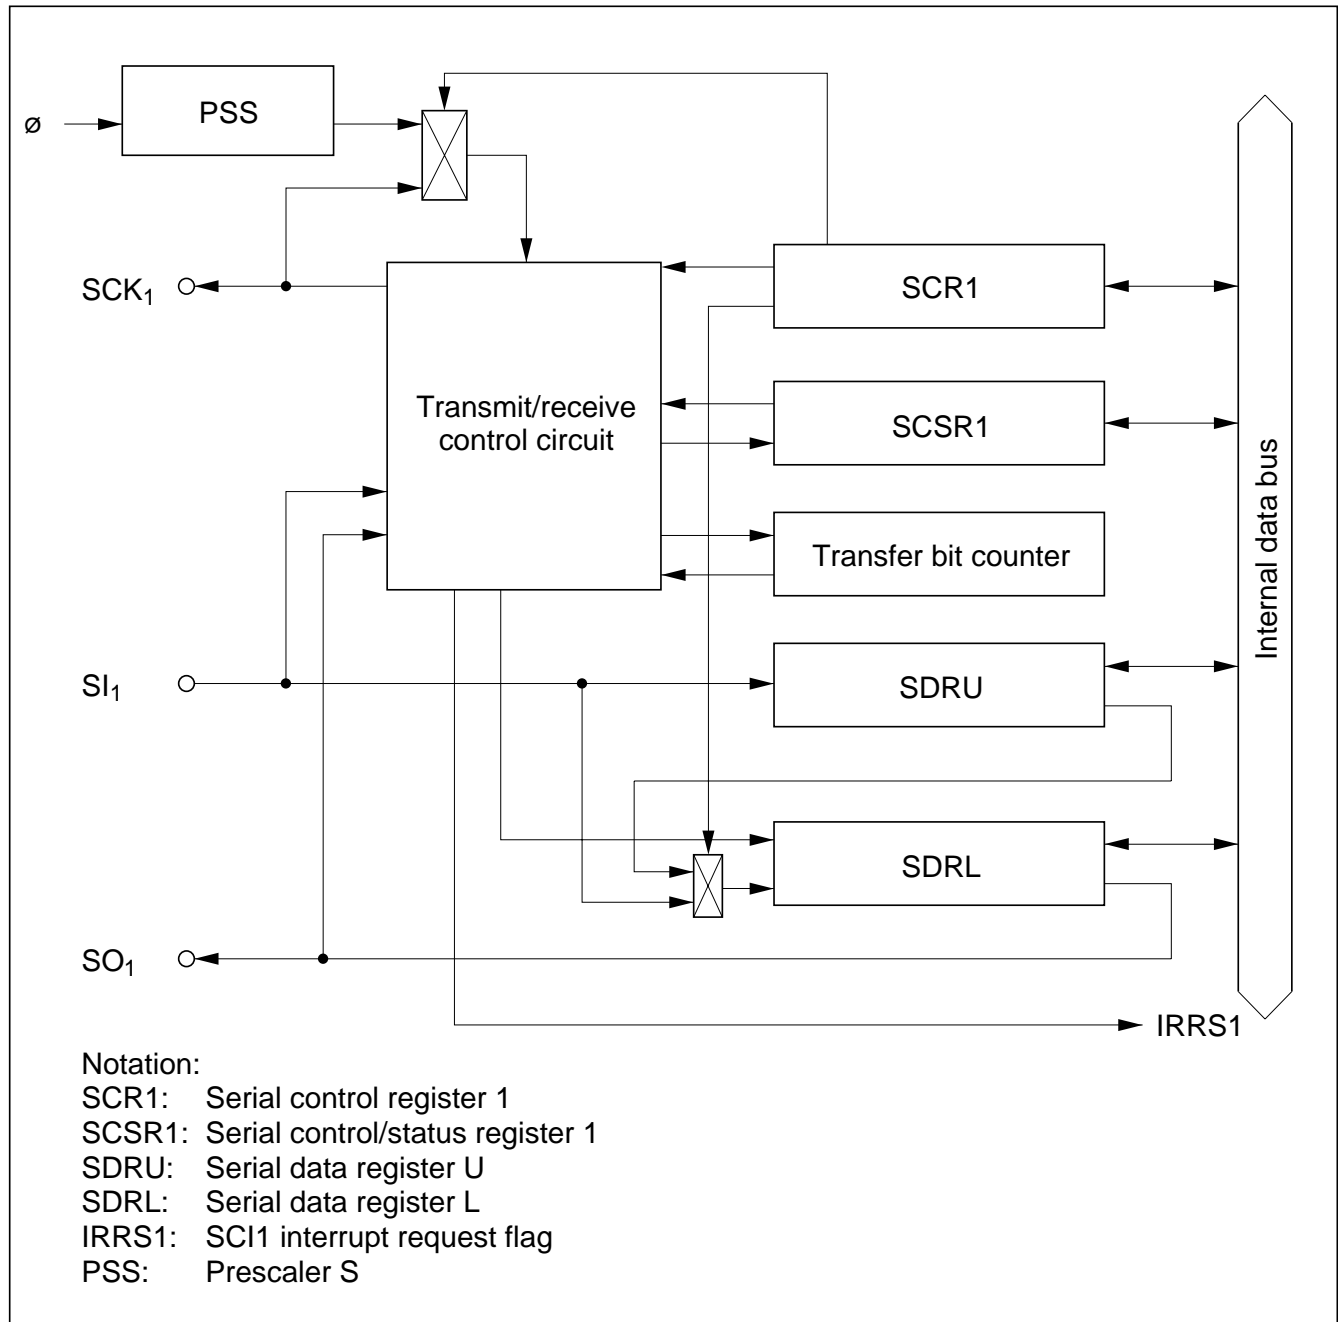 PSS
ø
SCK1
SCR1
Transmit/receive
control circuit
SCSR1
Transfer bit counter
Internal data bus
SI1
SDRU
SDRL
SO1
IRRS1
Notation:
SCR1: Serial control register 1
SCSR1: Serial control/status register 1
SDRU: Serial data register U
SDRL: Serial data register L
IRRS1: SCI1 interrupt request flag
PSS: Prescaler S